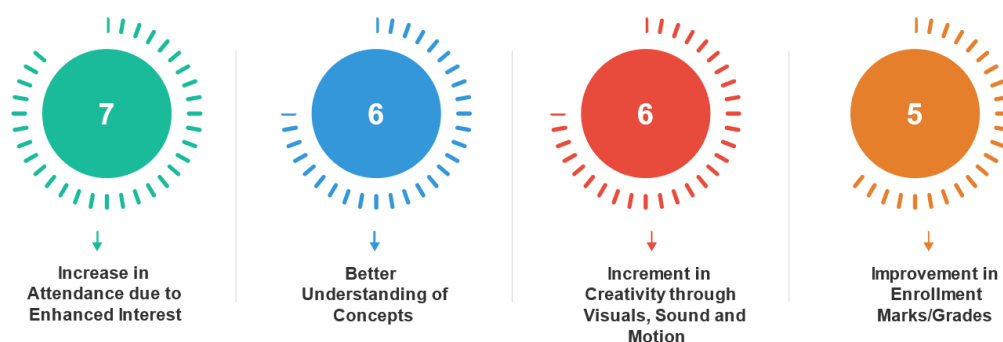 7
Increase in
Attendance due to
Enhanced Interest
6
Better
Understanding of
Concepts
6
Increment in
Creativity through
Visuals, Sound and
Motion
5
Improvement in
Enrollment
Marks/Grades